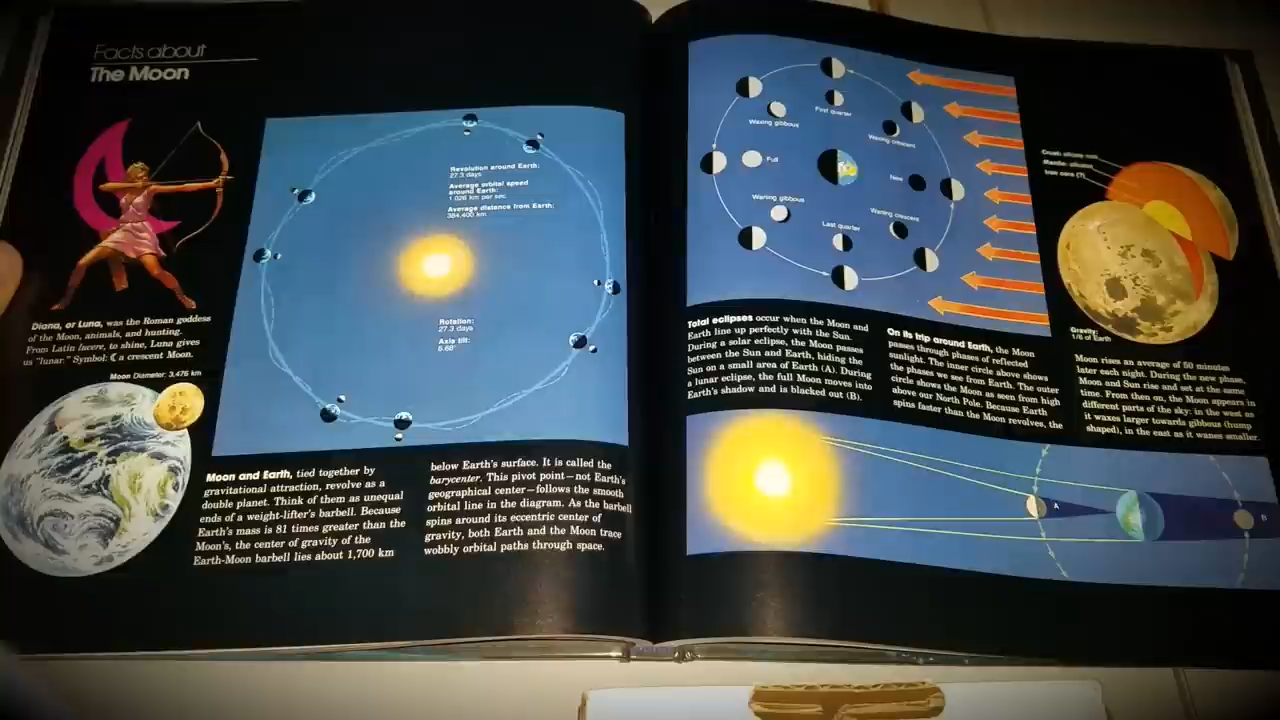 Facts about
The Moon
Diana, or Luna, was the Roman goddess
of the Moon, animals, and hunting.
From Latin lucere, to shine, Luna gives
us "lunar." Symbol: ☾ a crescent Moon.
Moon Diameter: 3,476 km
Revolution around Earth:
27.3 days
Average orbital speed
around Earth:
1.026 km per sec.
Average distance from Earth:
384,400 km
Rotation:
27.3 days
Axis tilt:
6.68°
Moon and Earth, tied together by
gravitational attraction, revolve as a
double planet. Think of them as unequal
ends of a weight-lifter's barbell. Because
Earth's mass is 81 times greater than the
Moon's, the center of gravity of the
Earth-Moon barbell lies about 1,700 km
below Earth's surface. It is called the
barycenter. This pivot point—not Earth's
geographical center—follows the smooth
orbital line in the diagram. As the barbell
spins around its eccentric center of
gravity, both Earth and the Moon trace
wobbly orbital paths through space.
First quarter
Waxing gibbous
Waxing crescent
Full
New
Waning gibbous
Waning crescent
Last quarter
Total eclipses occur when the Moon and
Earth line up perfectly with the Sun.
During a solar eclipse, the Moon passes
between the Sun and Earth, hiding the
Sun on a small area of Earth (A). During
a lunar eclipse, the full Moon moves into
Earth's shadow and is blacked out (B).
On its trip around Earth, the Moon
passes through phases of reflected
sunlight. The inner circle above shows
the phases we see from Earth. The outer
circle shows the Moon as seen from high
above our North Pole. Because Earth
spins faster than the Moon revolves, the
Crust: silicate rock
Mantle: silicates
Iron core (?)
Gravity:
1/6 of Earth
Moon rises an average of 50 minutes
later each night. During the new phase,
Moon and Sun rise and set at the same
time. From then on, the Moon appears in
different parts of the sky: in the west as
it waxes larger towards gibbous (hump
shaped), in the east as it wanes smaller.
A
B